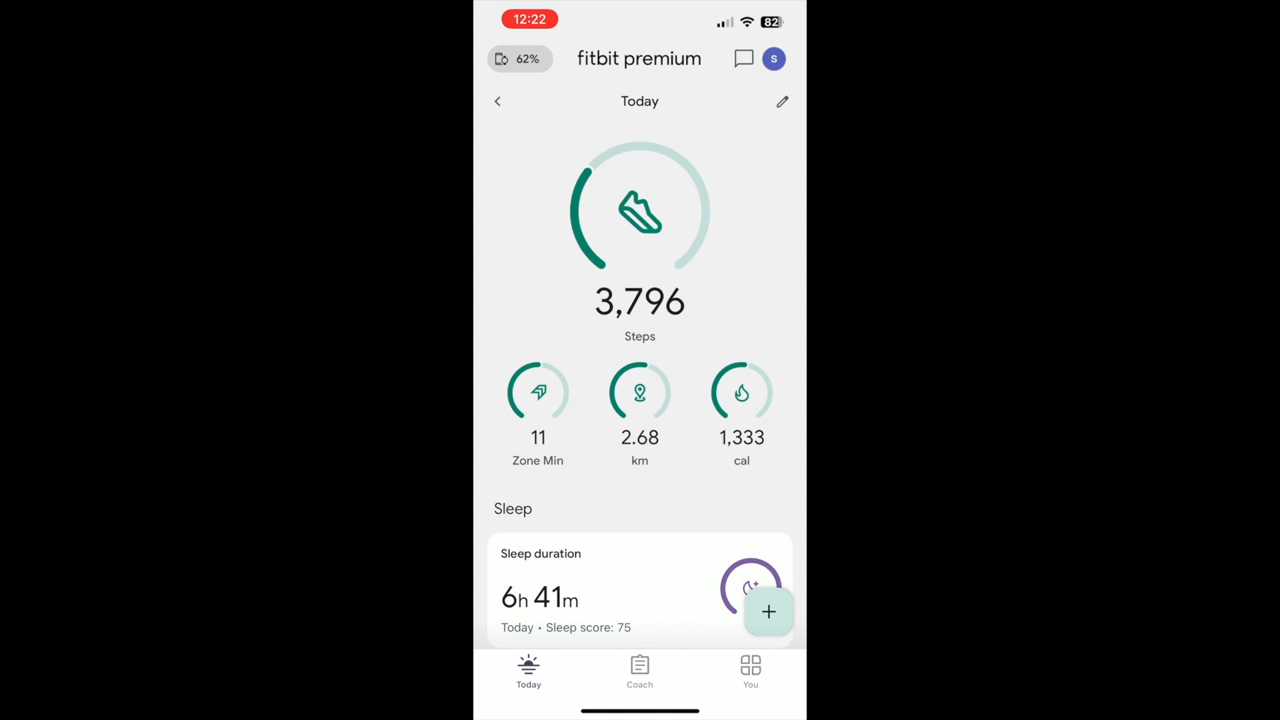 12:22
82
62%
fitbit premium
S
Today
3,796
Steps
11
2.68
1,333
Zone Min
km
cal
Sleep
Sleep duration
6h 41m
Today • Sleep score: 75
+
Today
Coach
You